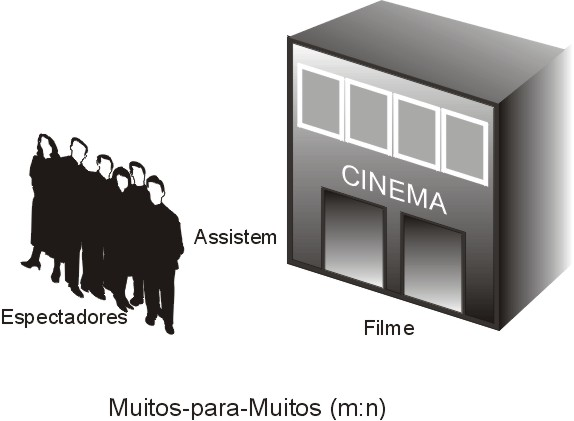 CINEMA
Assistem
Espectadores
Filme
Muitos-para-Muitos (m:n)